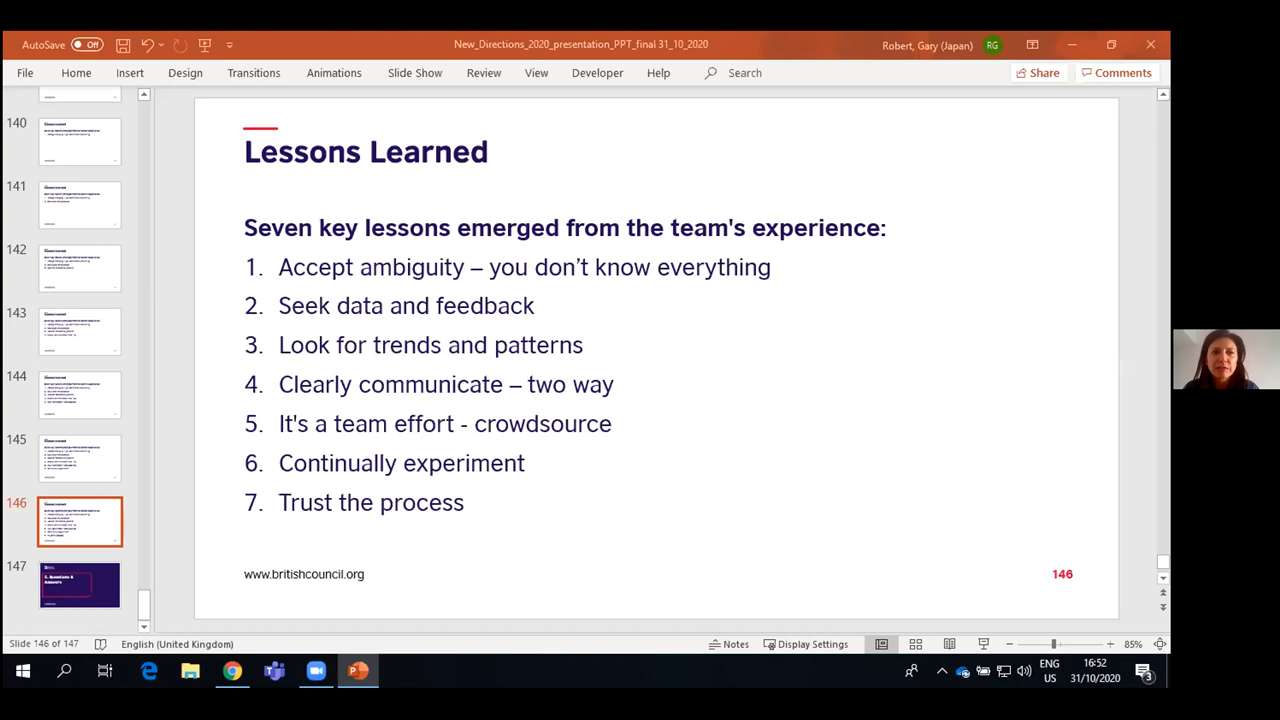 AutoSave Off
New_Directions_2020_presentation_PPT_final 31_10_2020
Robert, Gary (Japan) RG
File Home Insert Design Transitions Animations Slide Show Review View Developer Help Search Share Comments
140
141
142
143
144
145
146
147
5. Questions & Answers
Lessons Learned
Seven key lessons emerged from the team's experience:
1. Accept ambiguity – you don’t know everything
2. Seek data and feedback
3. Look for trends and patterns
4. Clearly communicate – two way
5. It's a team effort - crowdsource
6. Continually experiment
7. Trust the process
www.britishcouncil.org 146
Slide 146 of 147 English (United Kingdom) Notes Display Settings 85%
ENG 16:52
US 31/10/2020 3